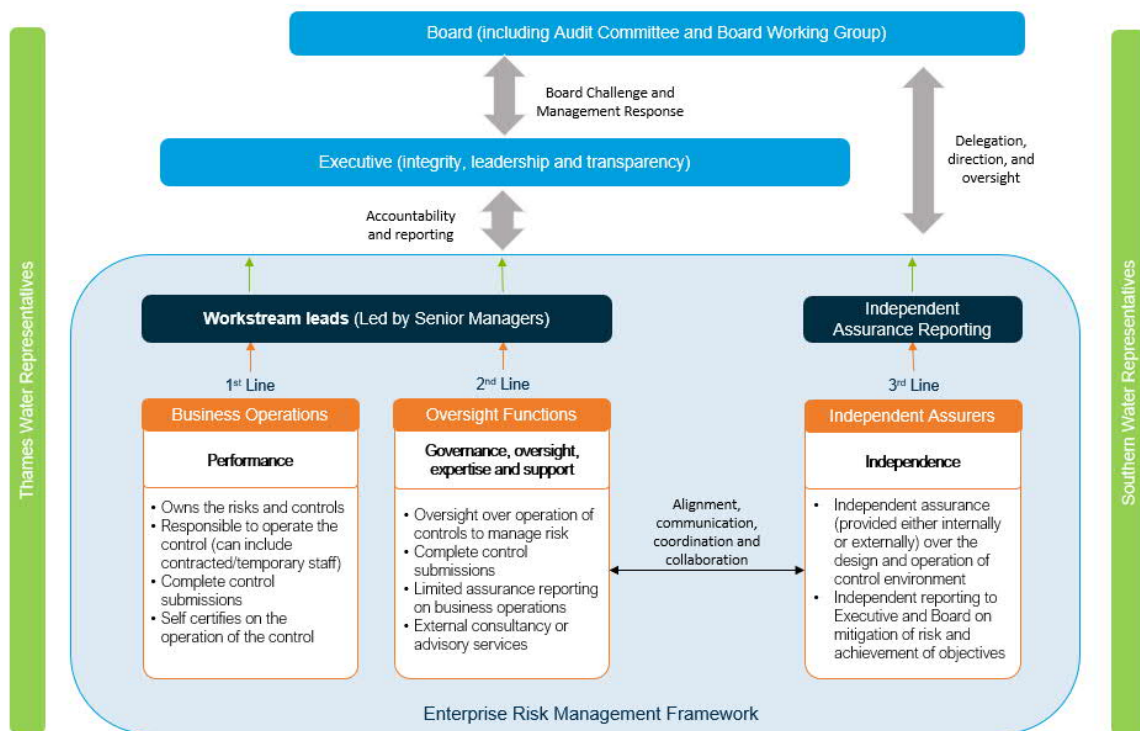 Board (including Audit Committee and Board Working Group)
Board Challenge and
Management Response
Delegation,
direction, and
oversight
Executive (integrity, leadership and transparency)
Accountability
and reporting
Thames Water Representatives
Southern Water Representatives
Workstream leads (Led by Senior Managers)
Independent
Assurance Reporting
1st Line
2nd Line
3rd Line
Business Operations
Performance
• Owns the risks and controls
• Responsible to operate the
control (can include
contracted/temporary staff)
• Complete control
submissions
• Self certifies on the
operation of the control
Oversight Functions
Governance, oversight,
expertise and support
• Oversight over operation of
controls to manage risk
• Complete control
submissions
• Limited assurance reporting
on business operations
• External consultancy or
advisory services
Alignment,
communication,
coordination and
collaboration
Independent Assurers
Independence
• Independent assurance
(provided either internally
or externally) over the
design and operation of
control environment
• Independent reporting to
Executive and Board on
mitigation of risk and
achievement of objectives
Enterprise Risk Management Framework